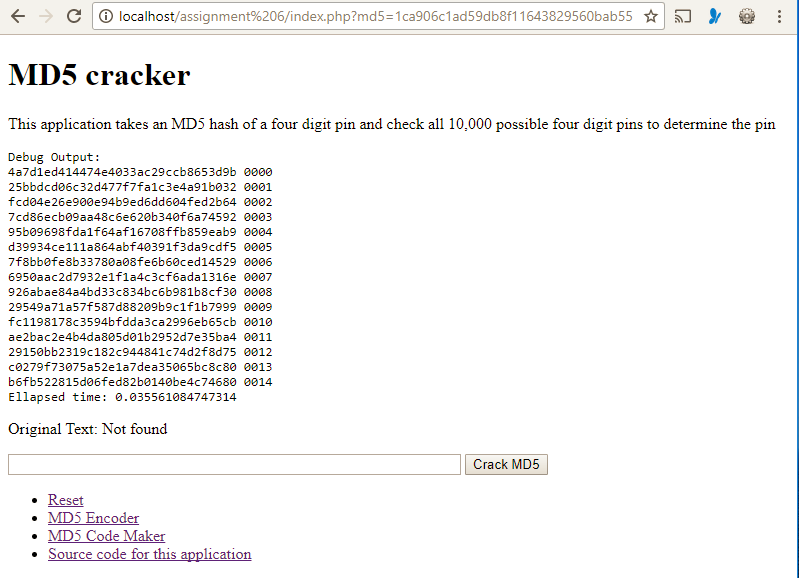 localhost/assignment%206/index.php?md5=1ca906c1ad59db8f11643829560bab55
MD5 cracker
This application takes an MD5 hash of a four digit pin and check all 10,000 possible four digit pins to determine the pin
Debug Output:
4a7d1ed414474e4033ac29ccb8653d9b 0000
25bbdcd06c32d477f7fa1c3e4a91b032 0001
fcd04e26e900e94b9ed6dd604fed2b64 0002
7cd86ecb09aa48c6e620b340f6a74592 0003
95b09698fda1f64af16708ffb859eab9 0004
d39934ce111a864abf40391f3da9cdf5 0005
7f8bb0fe8b33780a08fe6b60ced14529 0006
6950aac2d7932e1f1a4c3cf6ada1316e 0007
926abae84a4bd33c834bc6b981b8cf30 0008
29549a71a57f587d88209b9c1f1b7999 0009
fc1198178c3594bfdda3ca2996eb65cb 0010
ae2bac2e4b4da805d01b2952d7e35ba4 0011
29150bb2319c182c944841c74d2f8d75 0012
c0279f73075a52e1a7dea35065bc8c80 0013
b6fb522815d06fed82b0140be4c74680 0014
Ellapsed time: 0.035561084747314
Original Text: Not found
Crack MD5
Reset
MD5 Encoder
MD5 Code Maker
Source code for this application